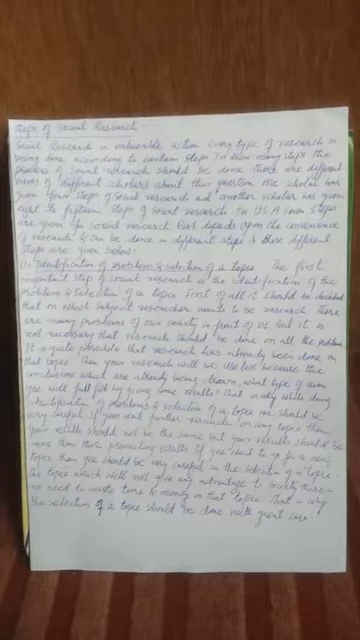 Steps of Social Research
Social Research is valueable action every type of research is
being done according to certain steps In how many steps the
process of social research should be done. There are different
views of different scholars about this question. One scholar has
given four steps of social research and another scholar has given
eight to fifteen steps of social research. In U.S.A seven steps
are given In social research that depends upon the convenience
of research & can be done in different steps & these different
steps are given below:
Identification of problems & selection of a topic: The first
important step of social research is the identification of the
problems & selection of a topic First of all it should be decided
that on which subject researcher wants to be research There
are many problems of our society in front of us But it is
not necessary that research should be done on all the problems
It is quite possible that research has already been done on
that topic. Then your research will be useless because the
conclusions which are already being drawn, what type of aim
you will full fill by giving same results? That is why while doing
identification of problems & selection of a topic we should be
very careful if you want further research on any topic then
your results should not be the same but your results should be
more than those preceding results If you want to go for a new
topic then you should be very careful in the selection of a topic.
The topic which will not give any advantage to society there is
no need to waste time & money on that topic That is why
the selection of a topic should be done with great care.